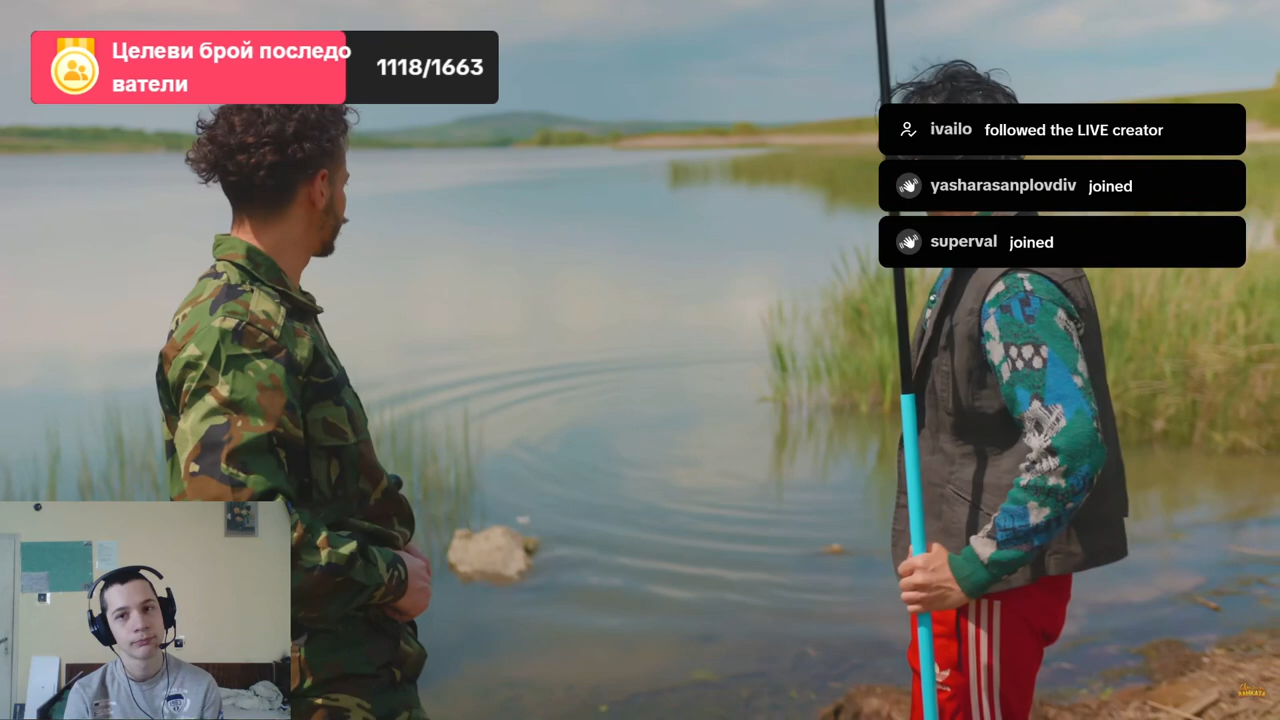 Целеви брой последо
ватели
1118/1663
ivailo followed the LIVE creator
yasharasanplovdiv joined
superval joined